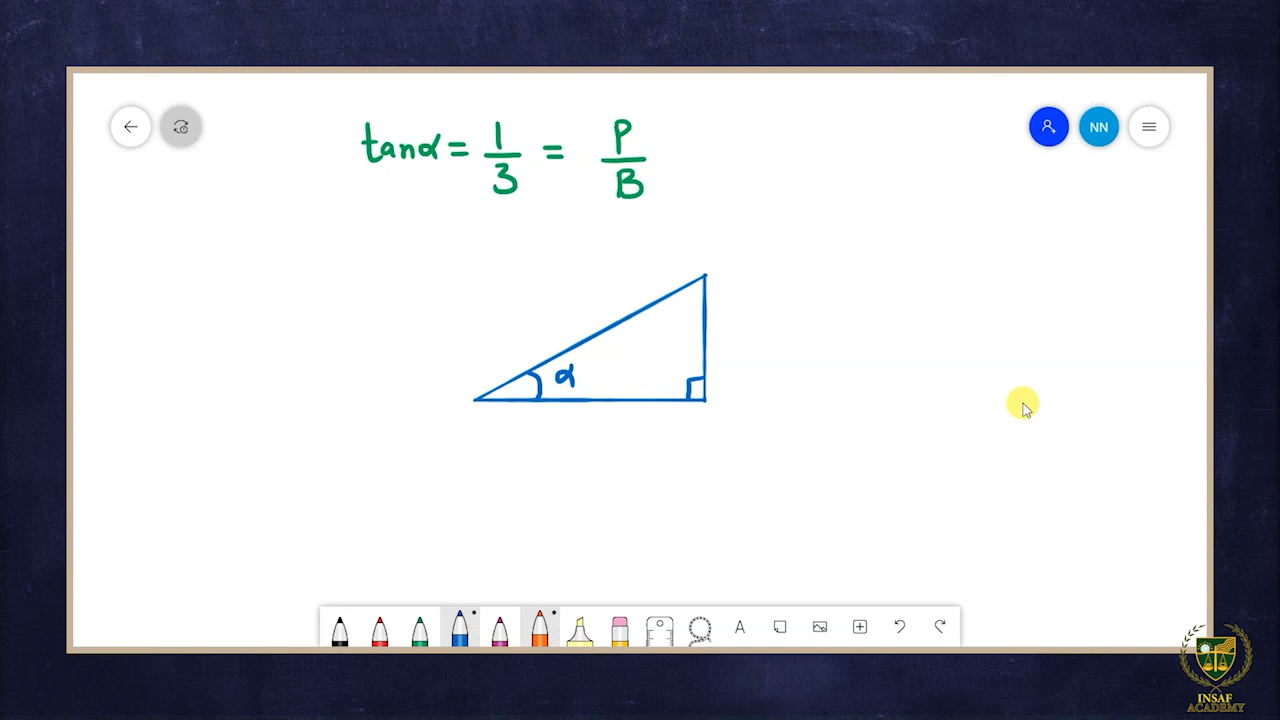 tanα = 1/3 = P/B
NN
α
A
INSAF
ACADEMY